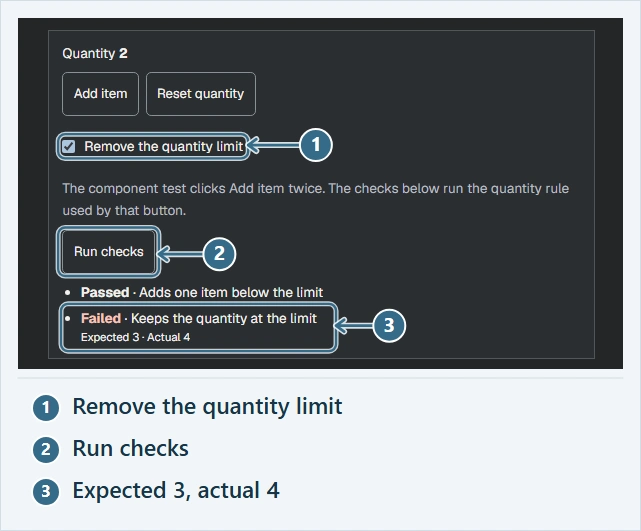 Quantity 2
Add item Reset quantity
Remove the quantity limit 1
The component test clicks Add item twice. The checks below run the quantity rule
used by that button.
Run checks 2
• Passed · Adds one item below the limit
• Failed · Keeps the quantity at the limit
Expected 3 · Actual 4 3
1 Remove the quantity limit
2 Run checks
3 Expected 3, actual 4